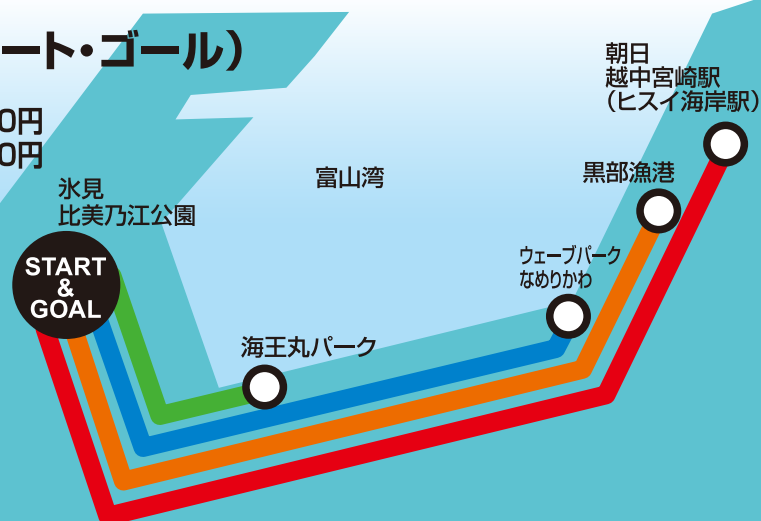 ート・ゴール）
0円
0円
朝日
越中宮崎駅
（ヒスイ海岸駅）
富山湾
黒部漁港
氷見
比美乃江公園
START
&
GOAL
ウェーブパーク
なめりかわ
海王丸パーク